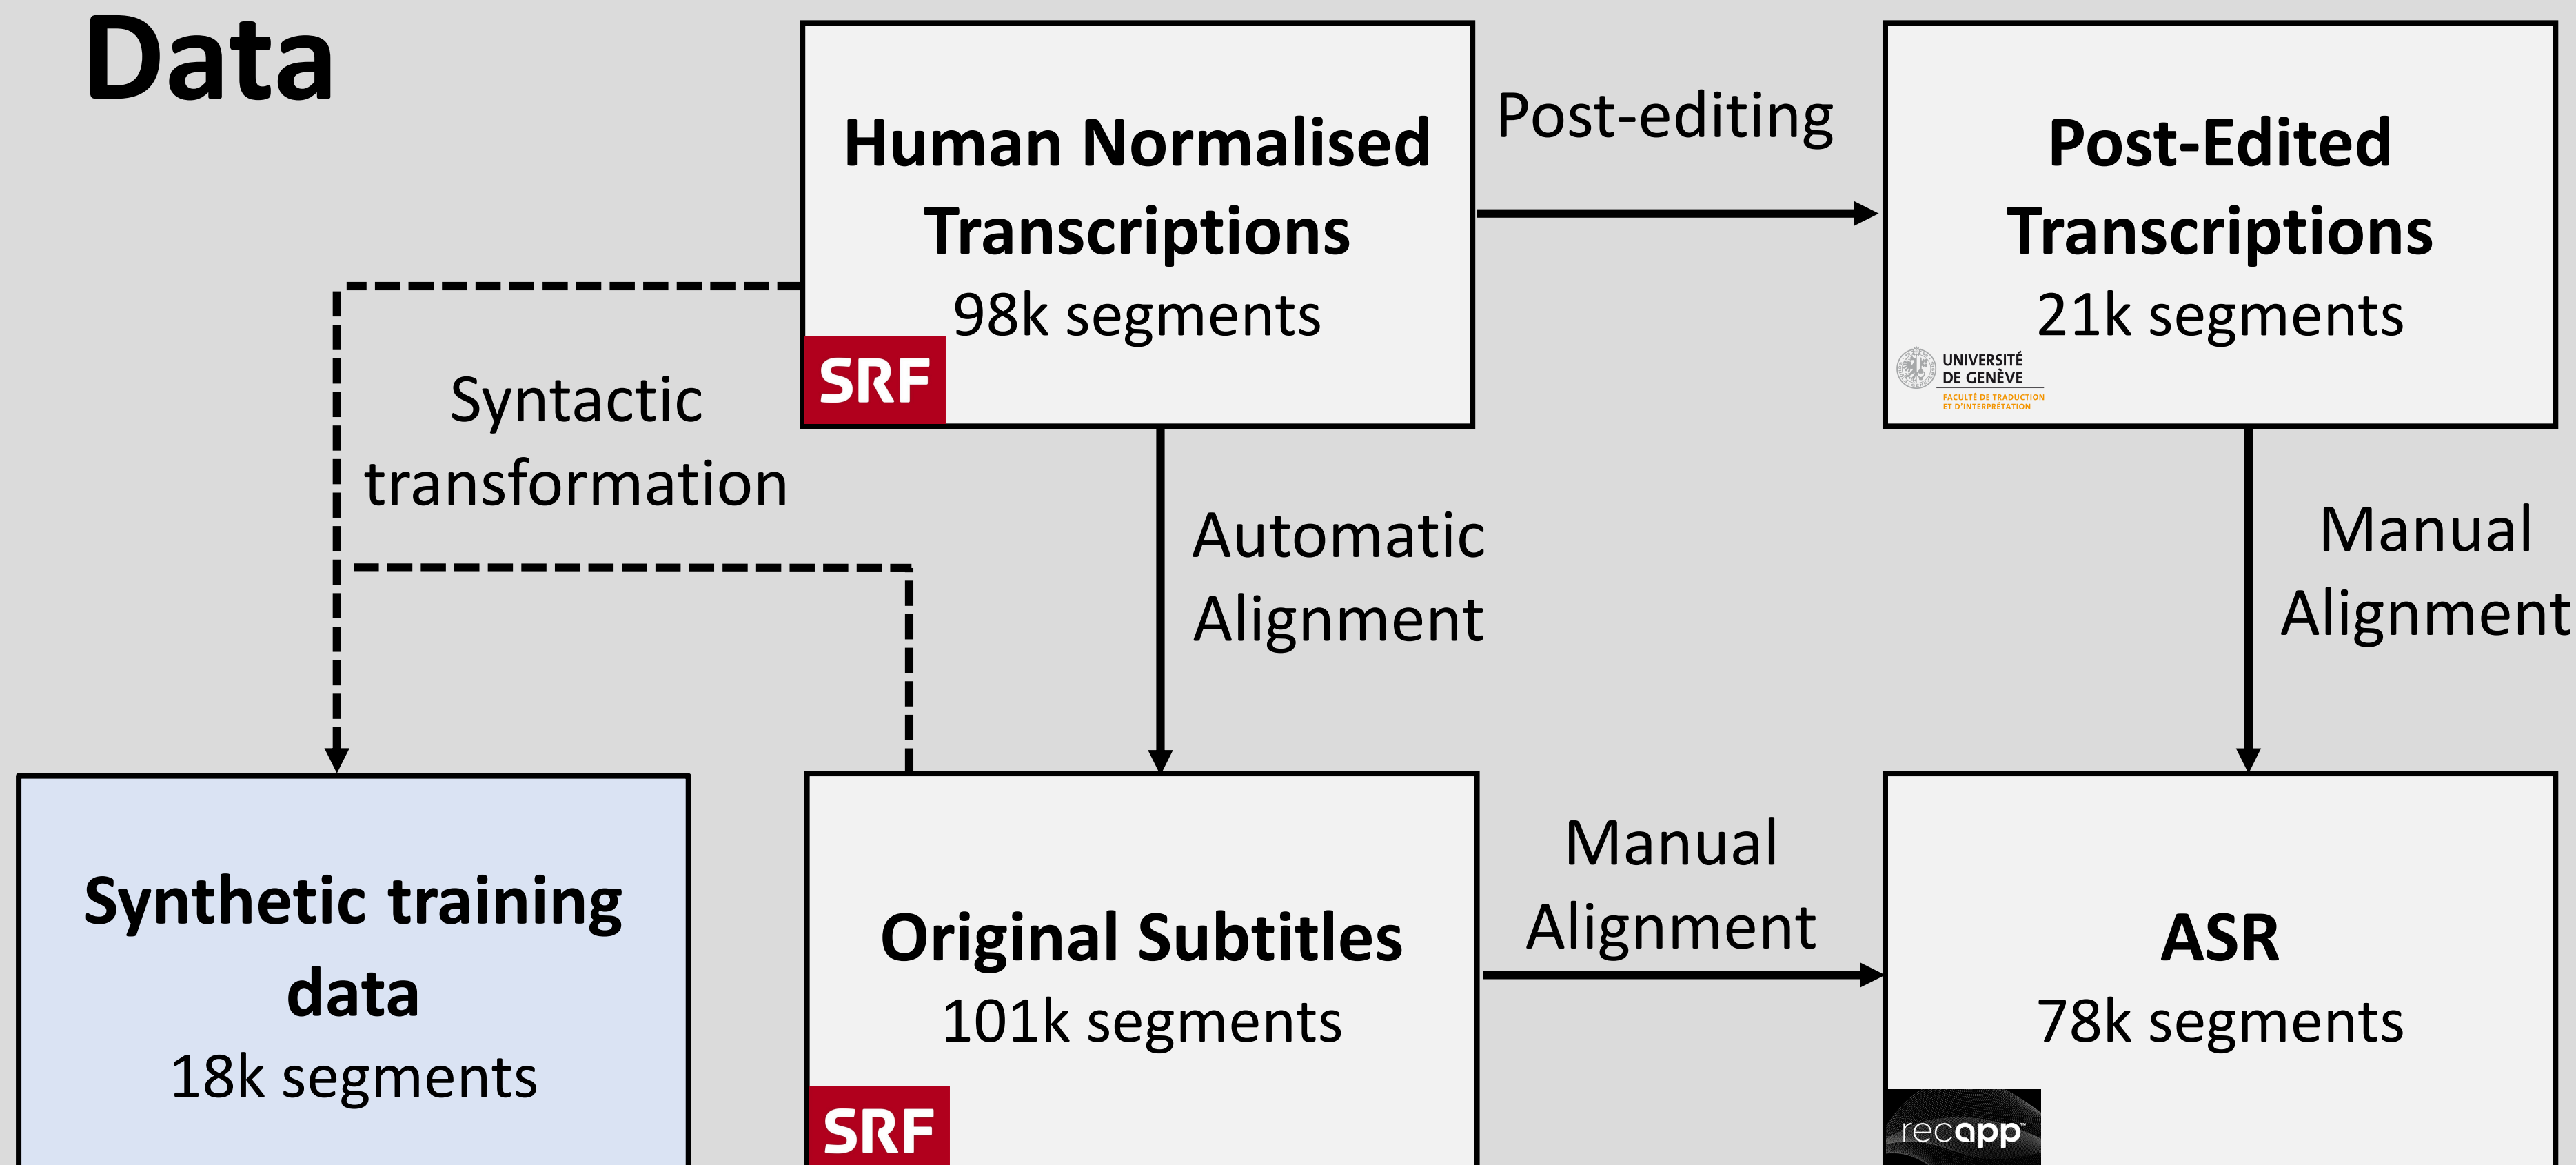 Data
Human Normalised
Transcriptions
98k segments
SRF
Post-editing
Post-Edited
Transcriptions
21k segments
UNIVERSITÉ
DE GENÈVE
FACULTÉ DE TRADUCTION
ET D'INTERPRÉTATION
Syntactic
transformation
Automatic
Alignment
Manual
Alignment
Synthetic training
data
18k segments
Original Subtitles
101k segments
SRF
Manual
Alignment
ASR
78k segments
recapp™